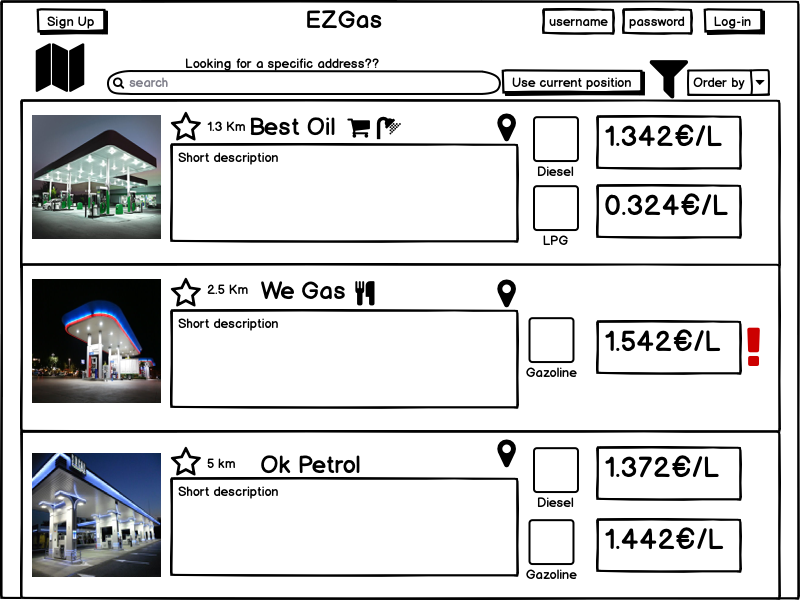 Sign Up
EZGas
username
password
Log-in
Looking for a specific address??
search
Use current position
Order by
1.3 Km
Best Oil
Short description
Diesel
1.342€/L
LPG
0.324€/L
2.5 Km
We Gas
Short description
Gazoline
1.542€/L
!
5 km
Ok Petrol
Short description
Diesel
1.372€/L
Gazoline
1.442€/L